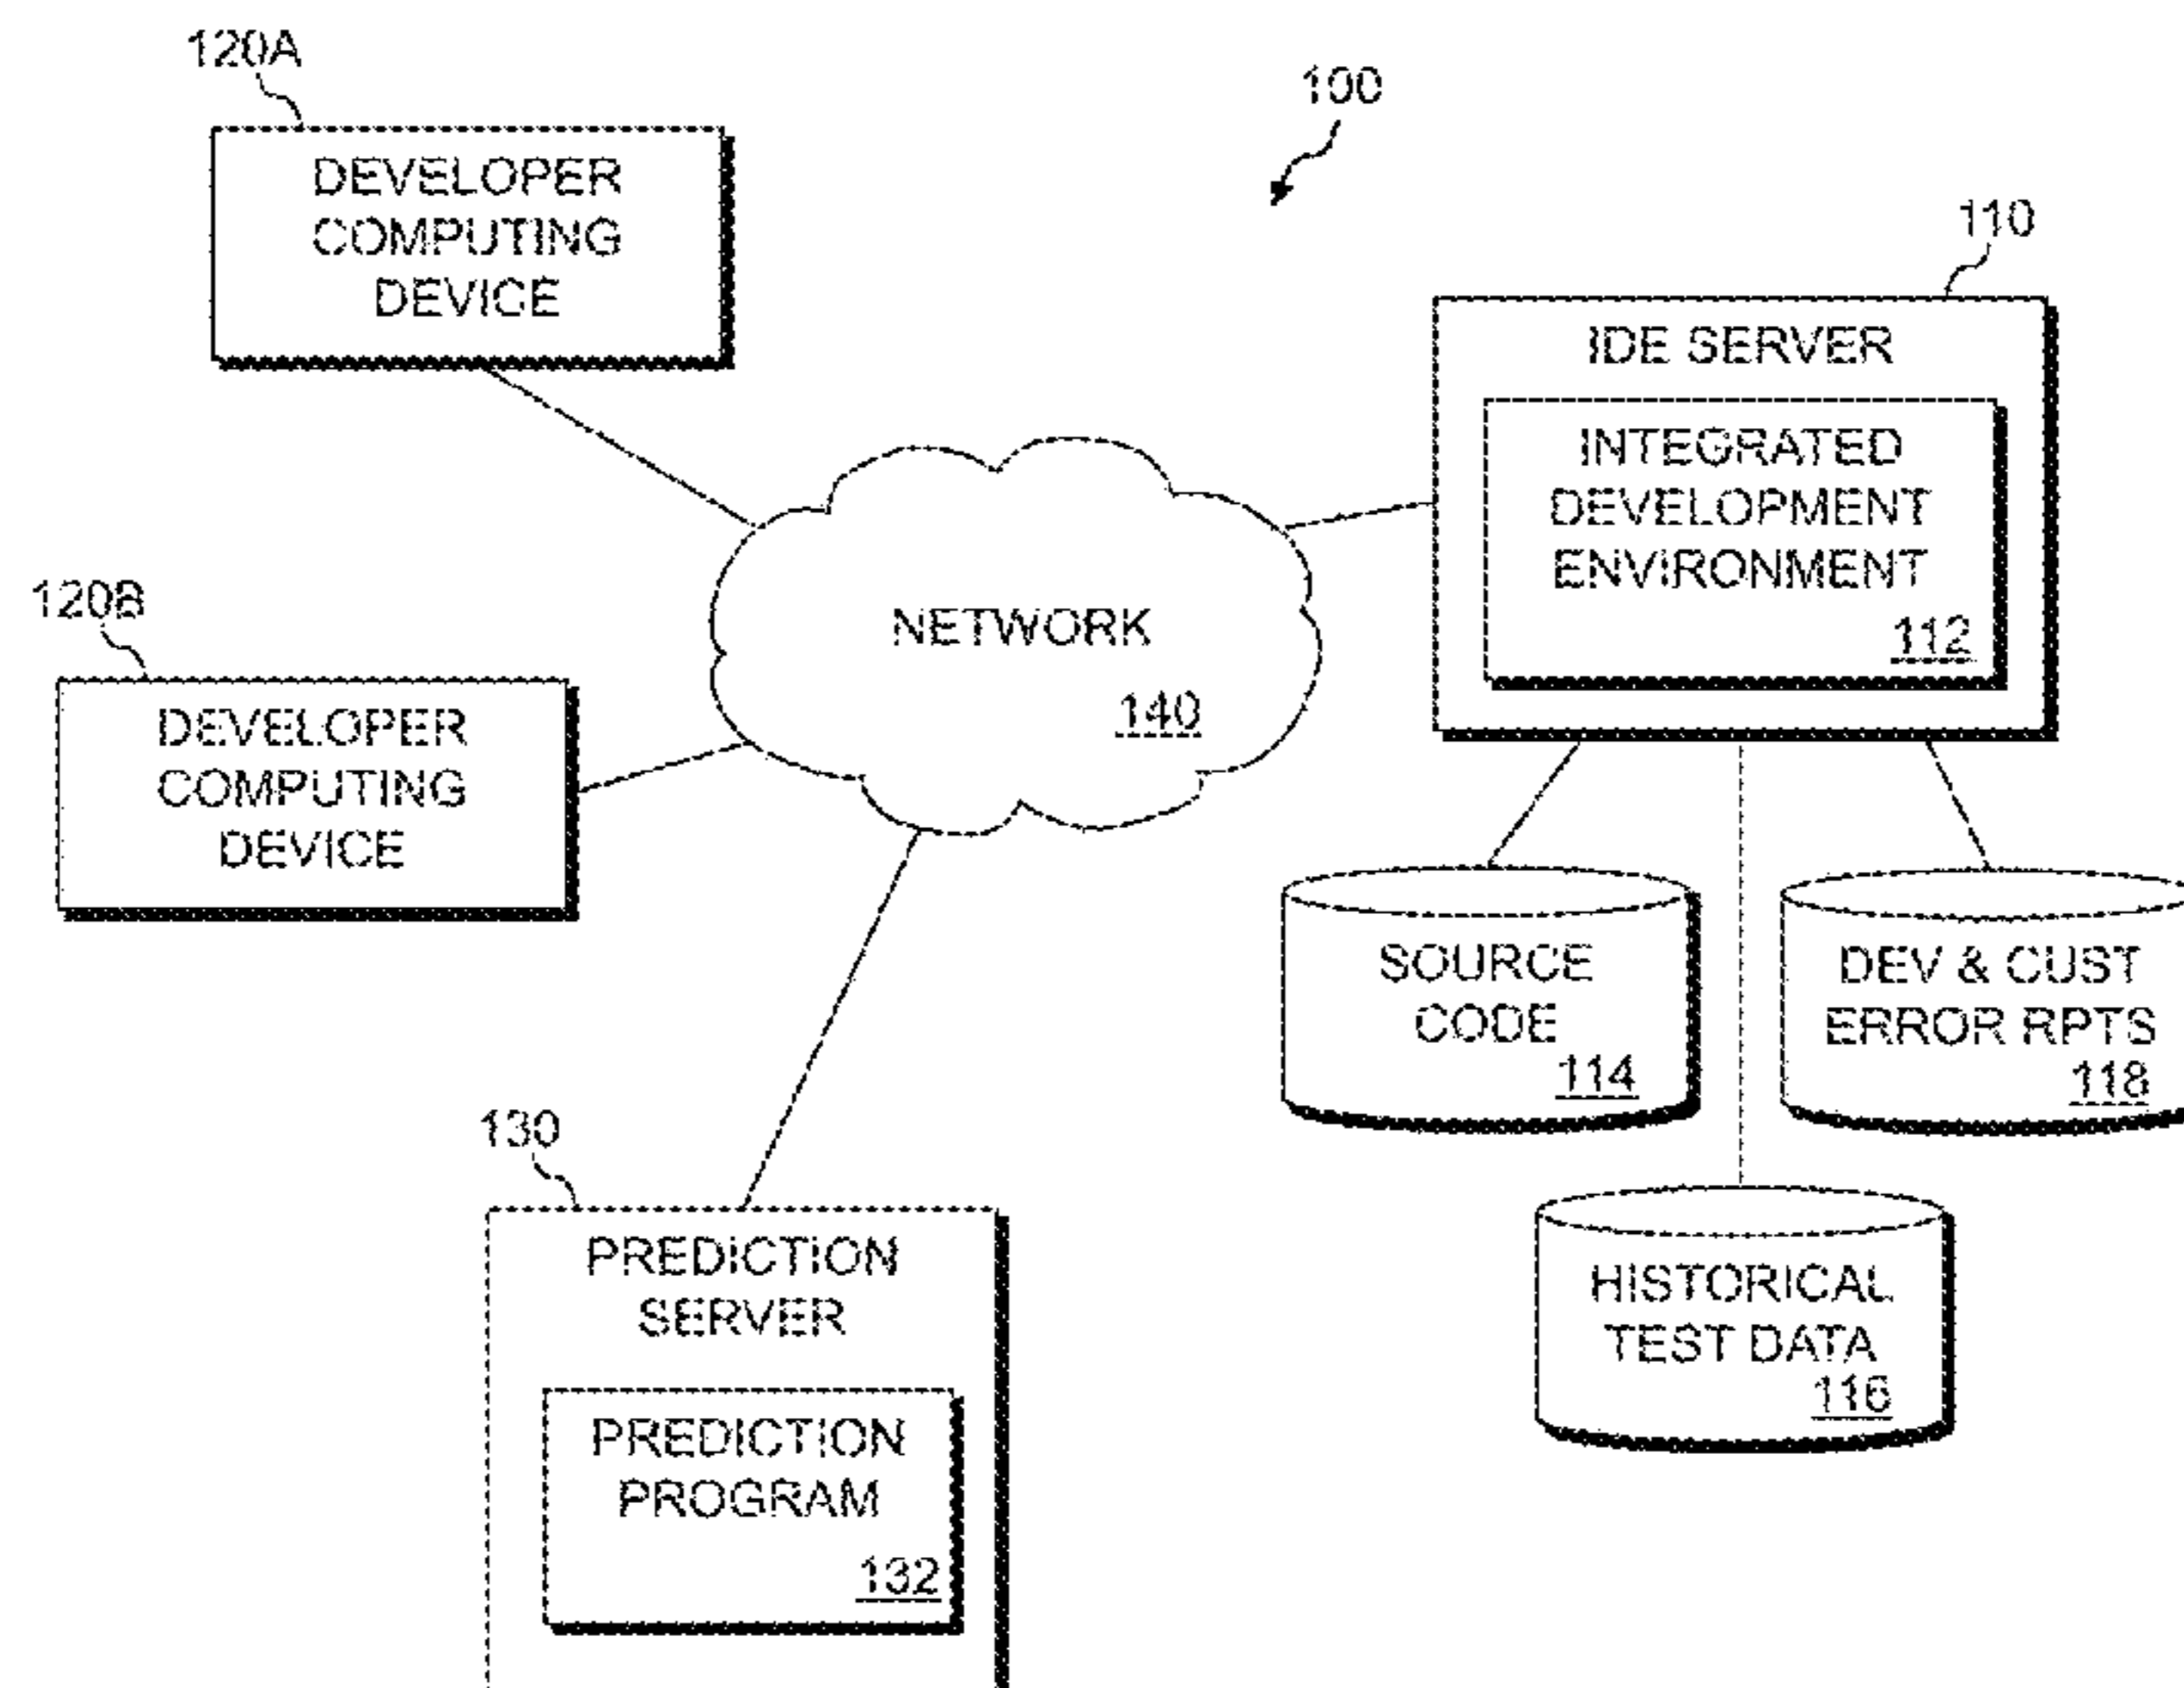 120A
DEVELOPER
COMPUTING
DEVICE
100
110
IDE SERVER
INTEGRATED
DEVELOPMENT
ENVIRONMENT
112
NETWORK
140
120B
DEVELOPER
COMPUTING
DEVICE
SOURCE
CODE
114
DEV & CUST
ERROR RPTS
118
HISTORICAL
TEST DATA
116
130
PREDICTION
SERVER
PREDICTION
PROGRAM
132